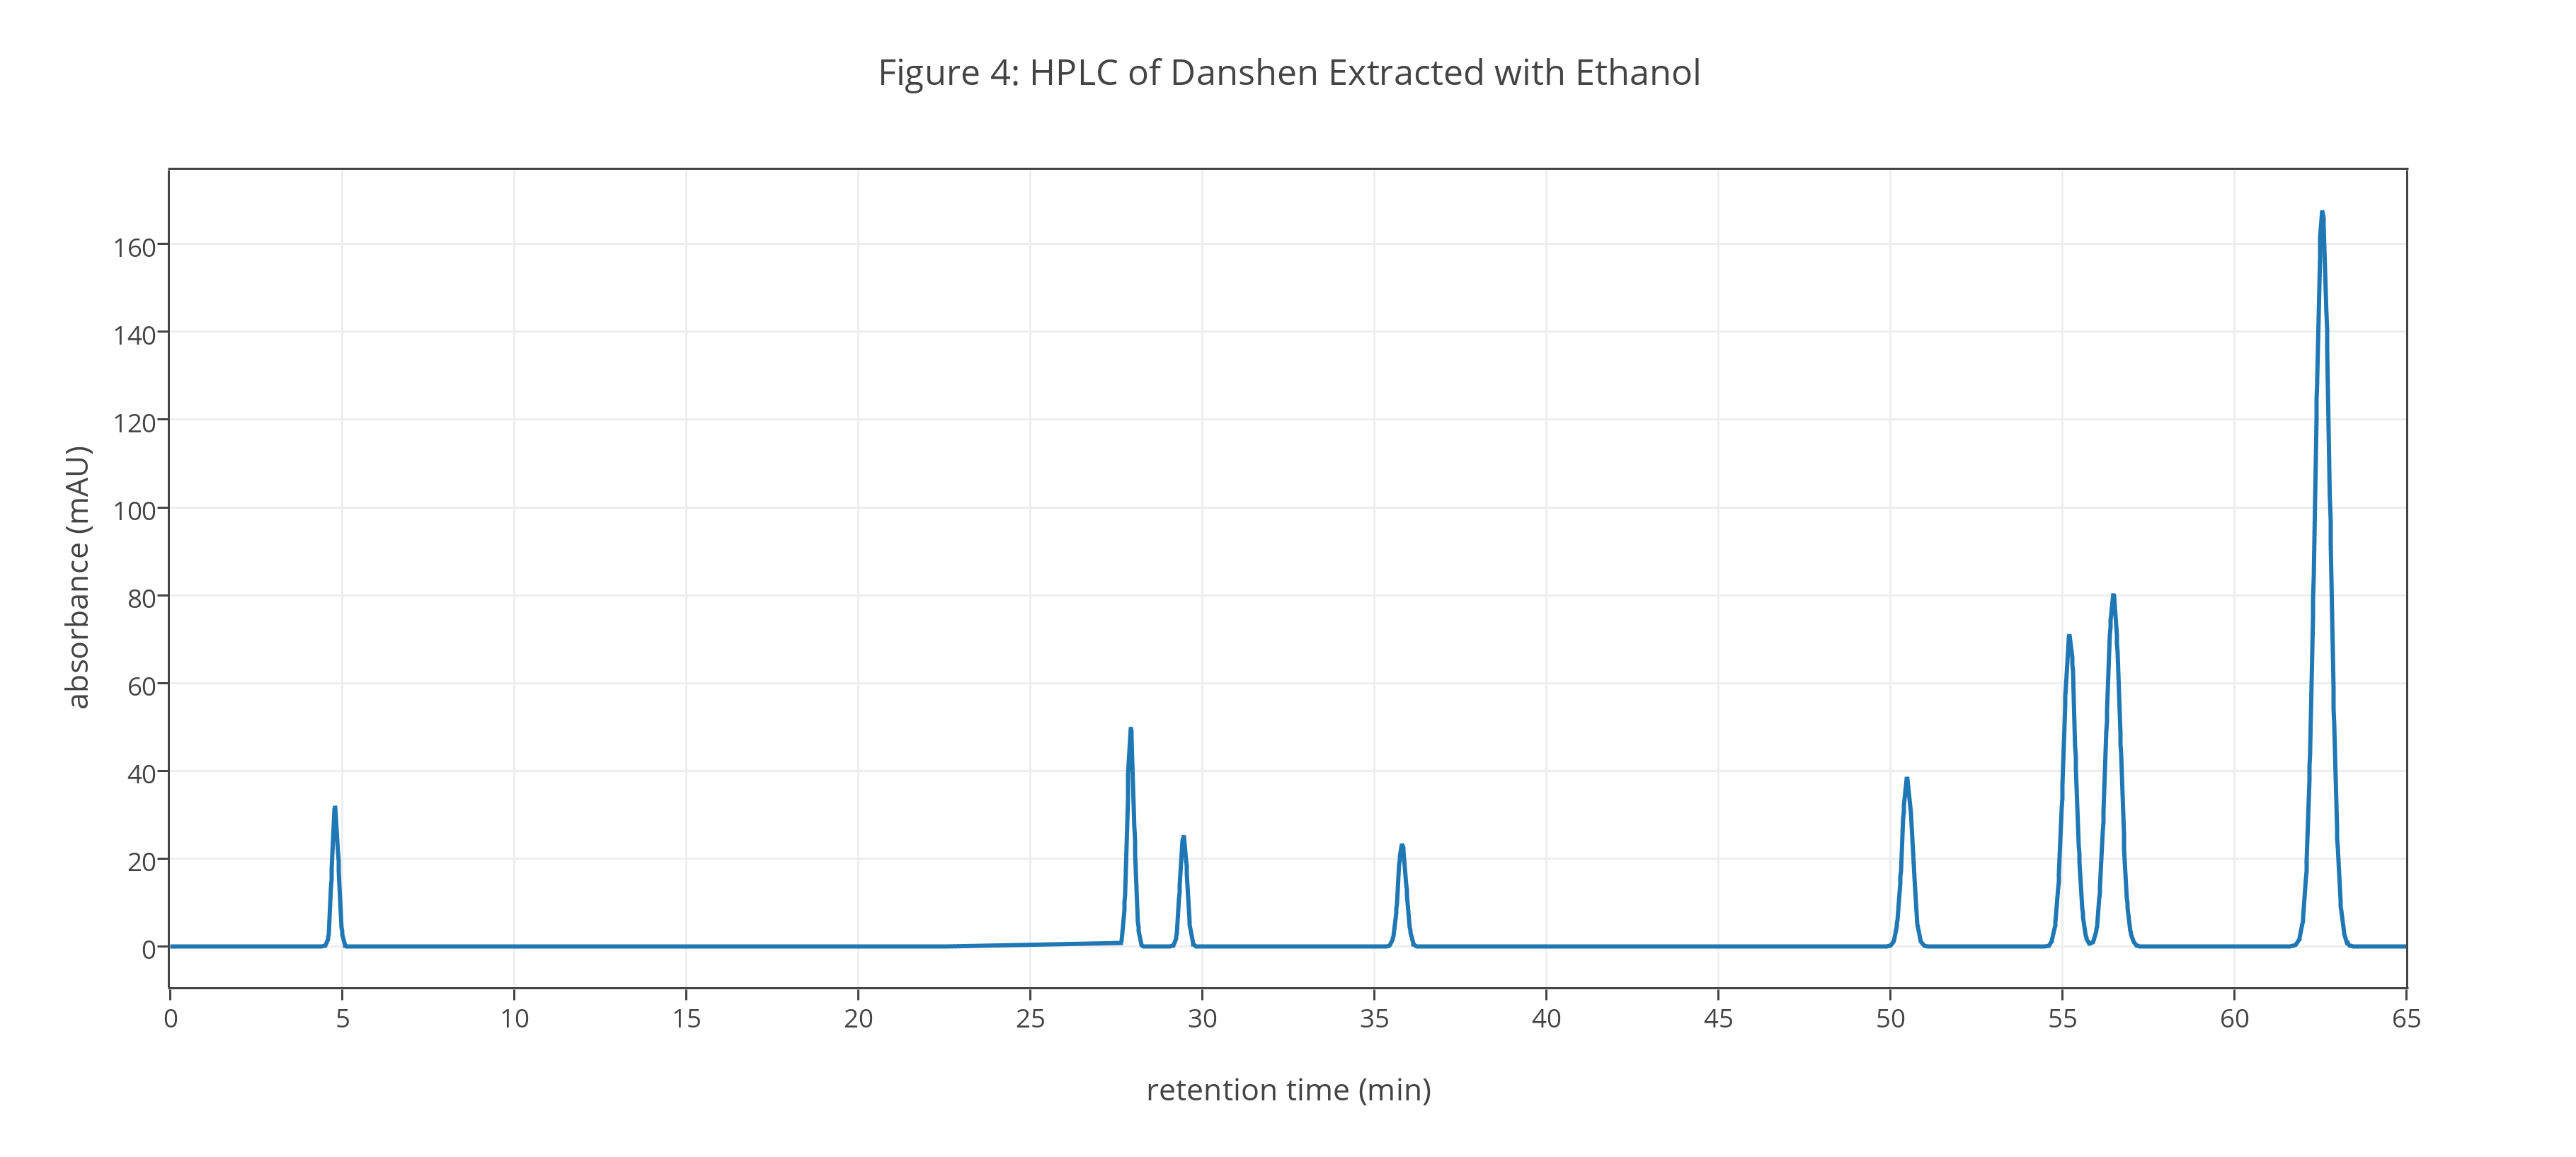 Figure 4: HPLC of Danshen Extracted with Ethanol
absorbance (mAU)
160
140
120
100
80
60
40
20
0
0 5 10 15 20 25 30 35 40 45 50 55 60 65
retention time (min)